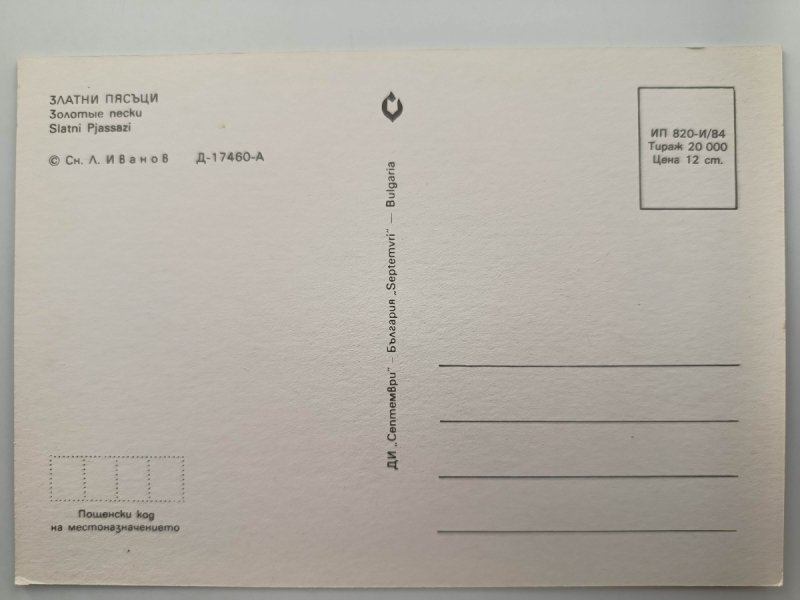 ЗЛАТНИ ПЯСЪЦИ
Золотые пески
Slatni Pjassazi
© Сн. Л. Иванов Д-17460-А
ДИ „Септември" – България „Septemvri" — Bulgaria
ИП 820-И/84
Тираж 20 000
Цена 12 ст.
Пощенски код
на местоназначението